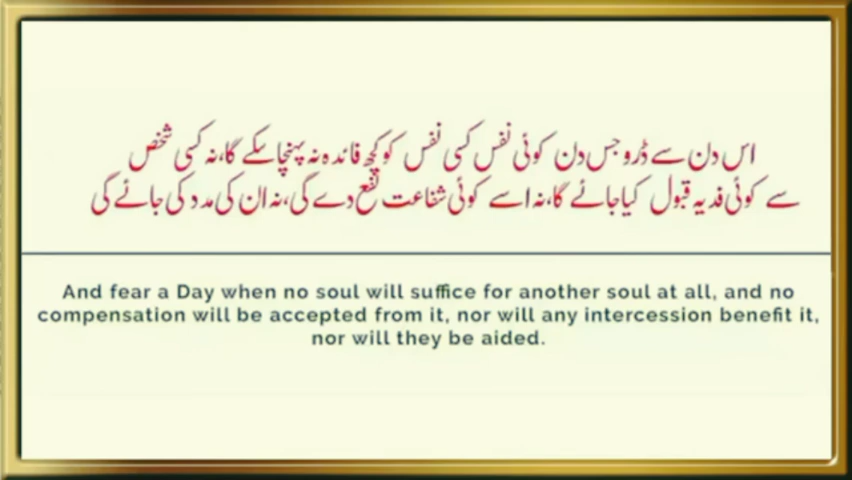 اس دن سے ڈرو جس دن کوئی نفس کسی نفس کو کچھ فائدہ نہ پہنچا سکے گا، نہ کسی شخص
سے کوئی فدیہ قبول کیا جائے گا، نہ اسے کوئی شفاعت نفع دے گی، نہ ان کی مدد کی جائے گی
And fear a Day when no soul will suffice for another soul at all, and no
compensation will be accepted from it, nor will any intercession benefit it,
nor will they be aided.